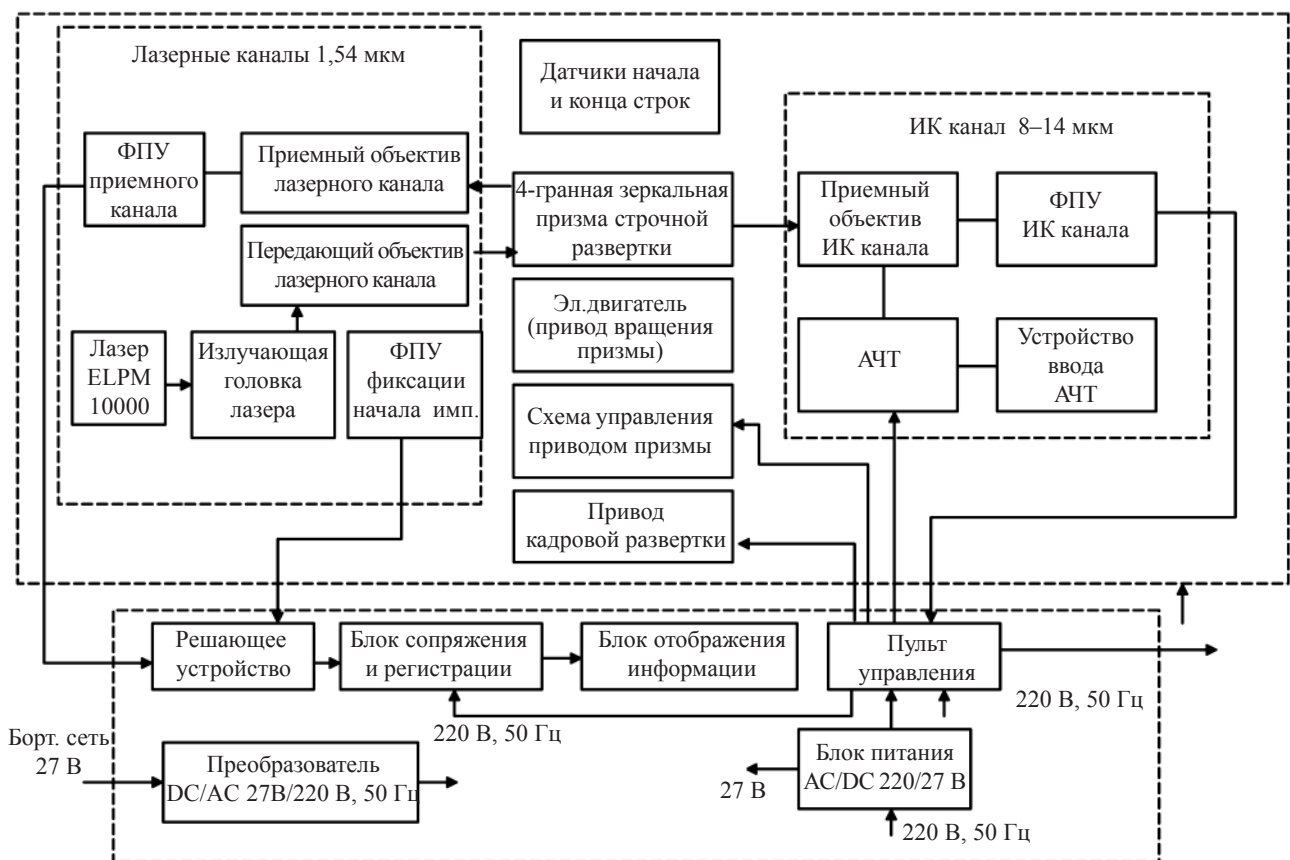 Лазерные каналы 1,54 мкм
Датчики начала
и конца строк
ИК канал 8–14 мкм
ФПУ
приемного
канала
Приемный объектив
лазерного канала
4-гранная зеркальная
призма строчной
развертки
Приемный
объектив
ИК канала
ФПУ
ИК канала
Передающий объектив
лазерного канала
Эл.двигатель
(привод вращения
призмы)
Лазер
ELPM
10000
Излучающая
головка
лазера
ФПУ
фиксации
начала имп.
АЧТ
Устройство
ввода
АЧТ
Схема управления
приводом призмы
Привод
кадровой развертки
Решающее
устройство
Блок сопряжения
и регистрации
Блок отображения
информации
Пульт
управления
220 В, 50 Гц
220 В, 50 Гц
Борт. сеть
27 В
Преобразователь
DC/AC 27В/220 В, 50 Гц
27 В
Блок питания
AC/DC 220/27 В
220 В, 50 Гц